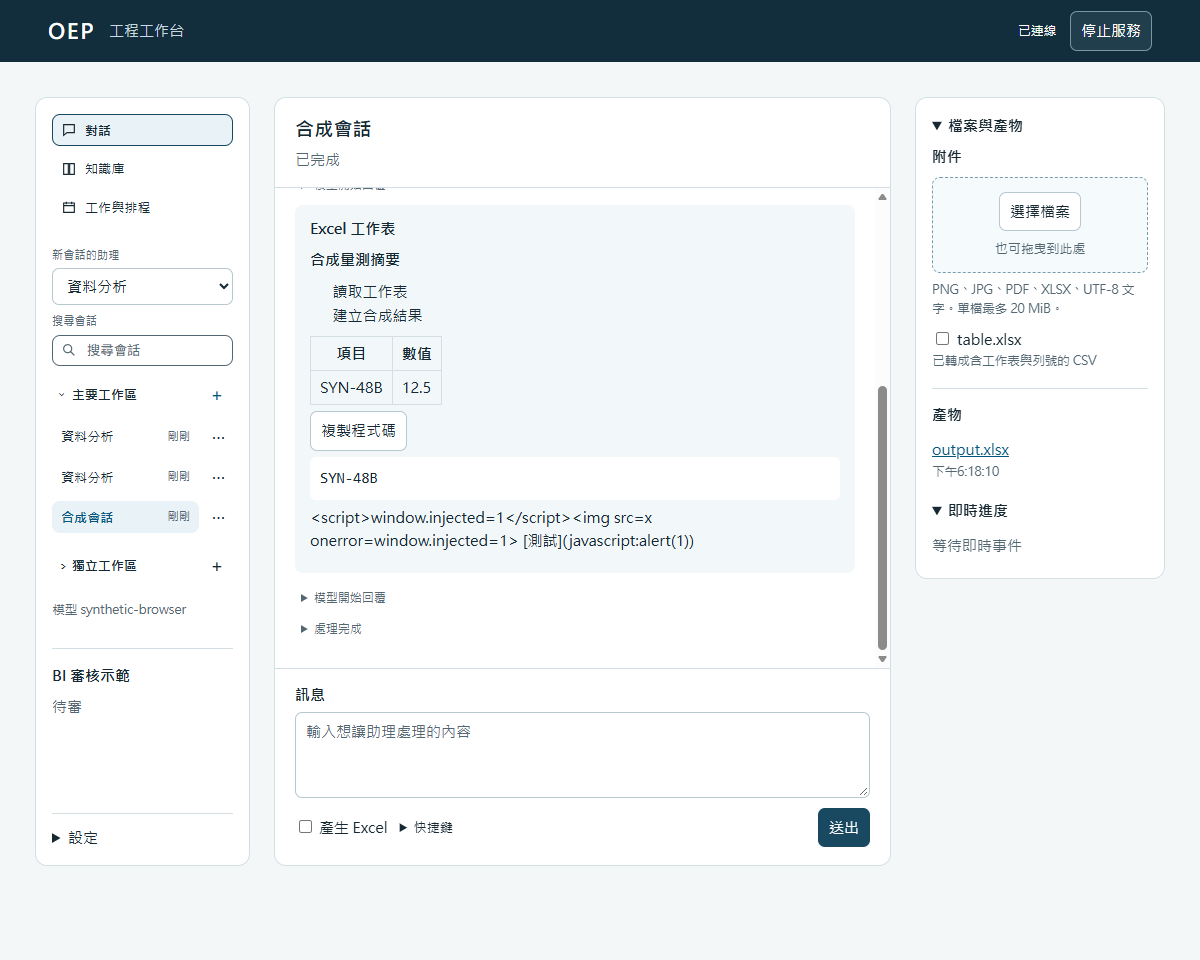 OEP 工程工作台
已連線
停止服務
對話
知識庫
工作與排程
新會話的助理
資料分析
搜尋會話
搜尋會話
主要工作區 +
資料分析 剛剛 ...
資料分析 剛剛 ...
合成會話 剛剛 ...
獨立工作區 +
模型 synthetic-browser
BI 審核示範
待審
設定
合成會話
已完成
Excel 工作表
合成量測摘要
讀取工作表
建立合成結果
項目 數值
SYN-48B 12.5
複製程式碼
SYN-48B
<script>window.injected=1</script><img src=x
onerror=window.injected=1> [測試](javascript:alert(1))
模型開始回覆
處理完成
訊息
輸入想讓助理處理的內容
產生 Excel
快捷鍵
送出
檔案與產物
附件
選擇檔案
也可拖曳到此處
PNG、JPG、PDF、XLSX、UTF-8 文
字。單檔最多 20 MiB。
table.xlsx
已轉成含工作表與列號的 CSV
產物
output.xlsx
下午6:18:10
即時進度
等待即時事件